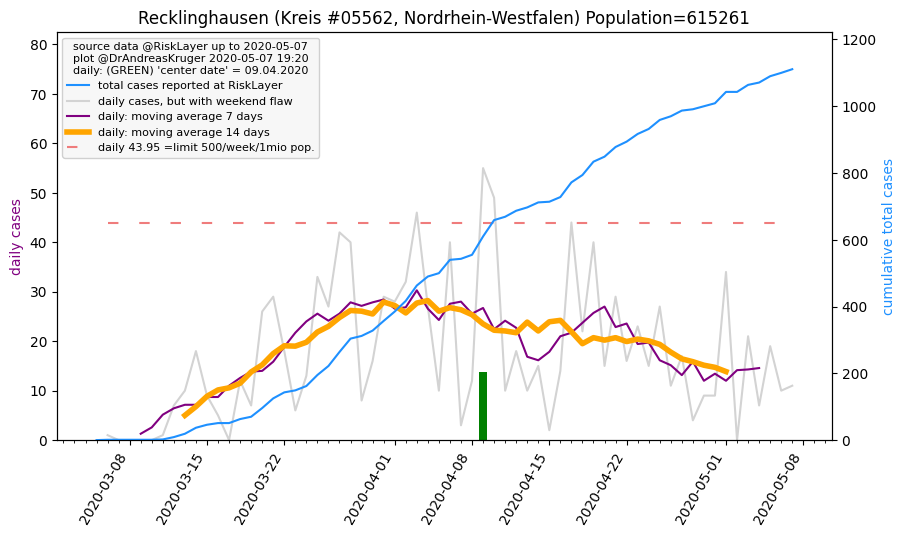 Recklinghausen (Kreis #05562, Nordrhein-Westfalen) Population=615261
source data @RiskLayer up to 2020-05-07
plot @DrAndreasKruger 2020-05-07 19:20
daily: (GREEN) 'center date' = 09.04.2020
total cases reported at RiskLayer
daily cases, but with weekend flaw
daily: moving average 7 days
daily: moving average 14 days
daily 43.95 =limit 500/week/1mio pop.
daily cases
80
70
60
50
40
30
20
10
0
cumulative total cases
1200
1000
800
600
400
200
0
2020-03-08
2020-03-15
2020-03-22
2020-04-01
2020-04-08
2020-04-15
2020-04-22
2020-05-01
2020-05-08